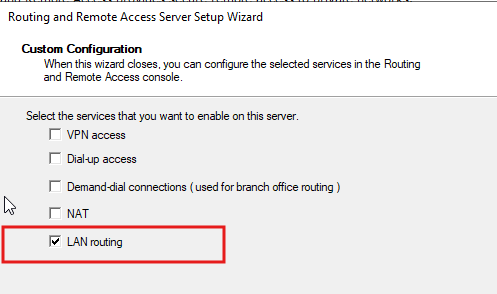 Routing and Remote Access Server Setup Wizard
Custom Configuration
When this wizard closes, you can configure the selected services in the Routing
and Remote Access console.
Select the services that you want to enable on this server.
VPN access
Dial-up access
Demand-dial connections ( used for branch office routing )
NAT
LAN routing